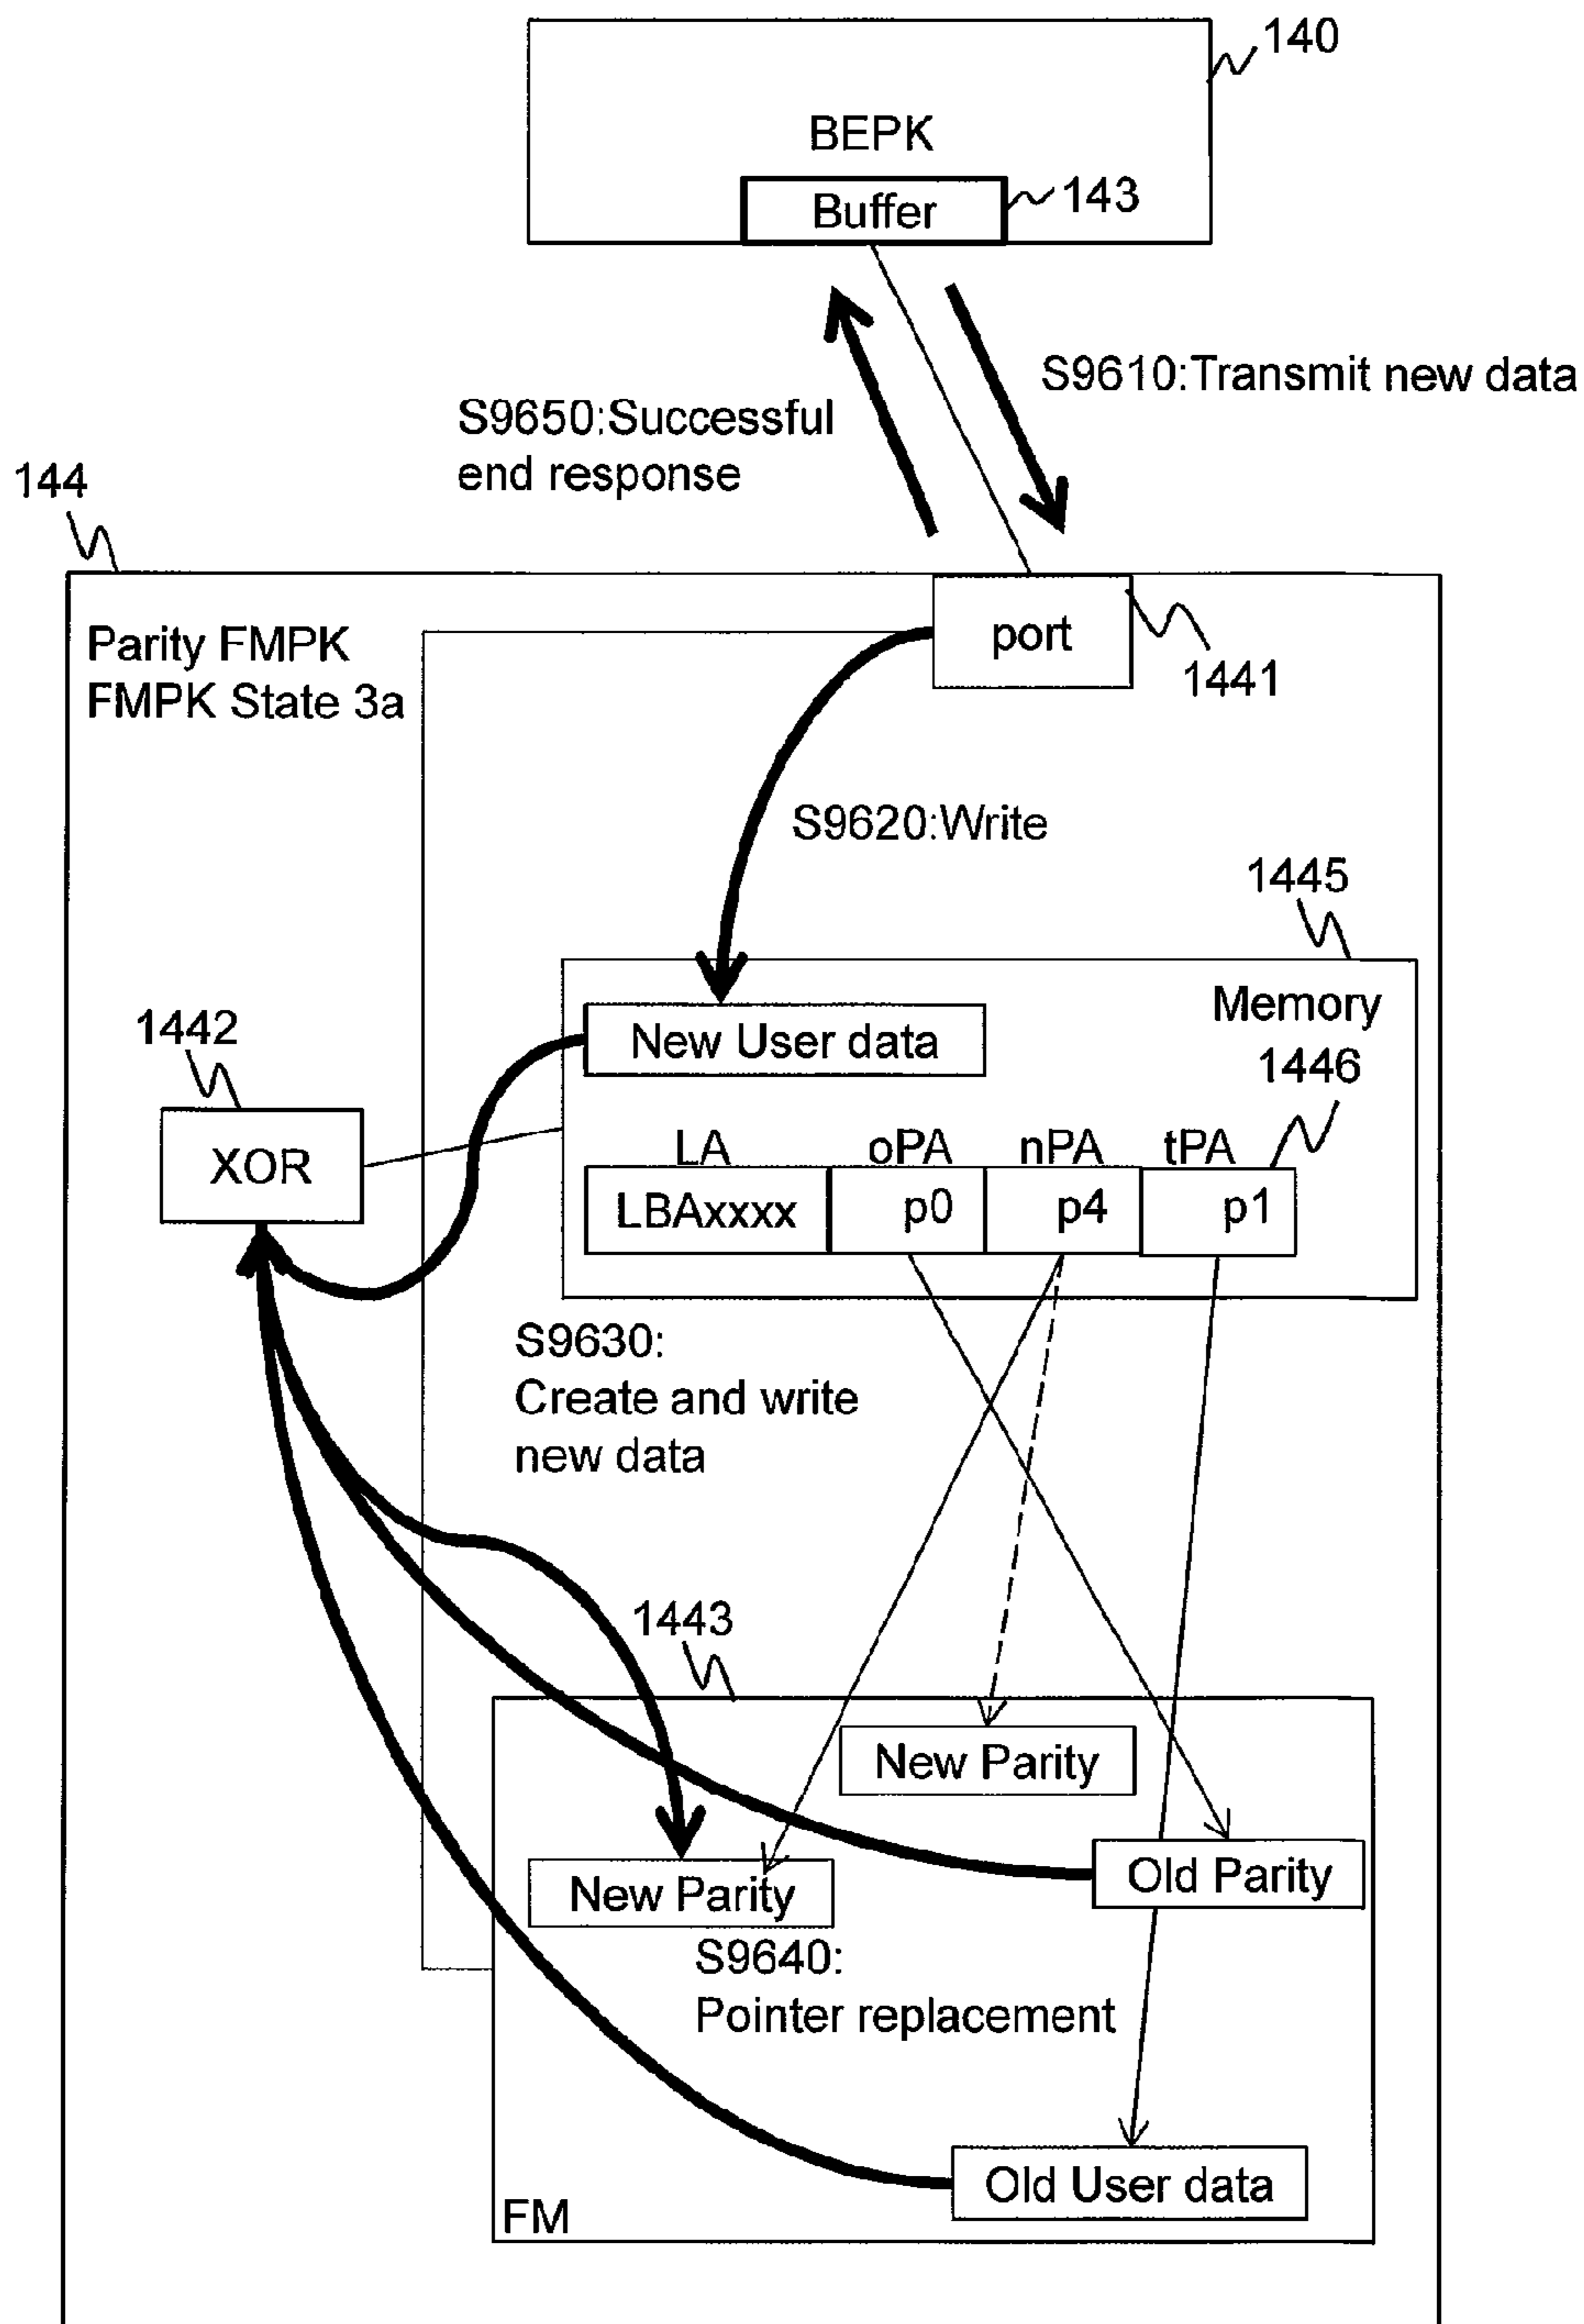 140
BEPK
Buffer
143
S9610:Transmit new data
S9650:Successful
end response
144
Parity FMPK
FMPK State 3a
port
1441
S9620:Write
1445
Memory
New User data
1446
1442
XOR
LA oPA nPA tPA
LBAxxxx p0 p4 p1
S9630:
Create and write
new data
1443
New Parity
Old Parity
New Parity
S9640:
Pointer replacement
Old User data
FM